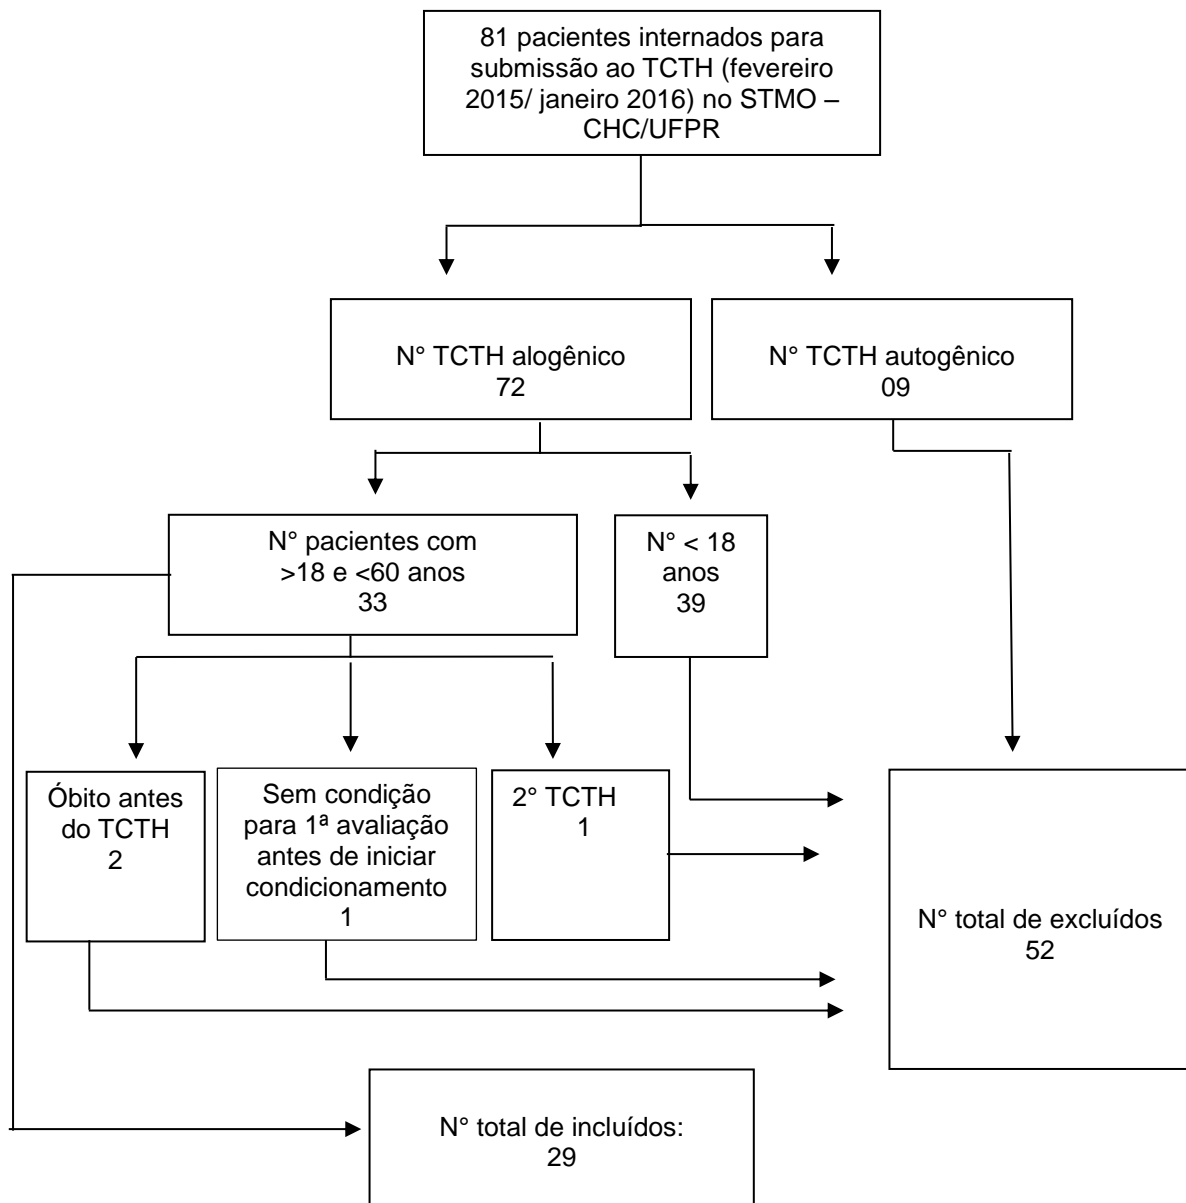 81 pacientes internados para
submissão ao TCTH (fevereiro
2015/ janeiro 2016) no STMO –
CHC/UFPR
N° TCTH alogênico
72
N° TCTH autogênico
09
N° pacientes com
>18 e <60 anos
33
N° < 18
anos
39
Óbito antes
do TCTH
2
Sem condição
para 1ª avaliação
antes de iniciar
condicionamento
1
2° TCTH
1
N° total de excluídos
52
N° total de incluídos:
29